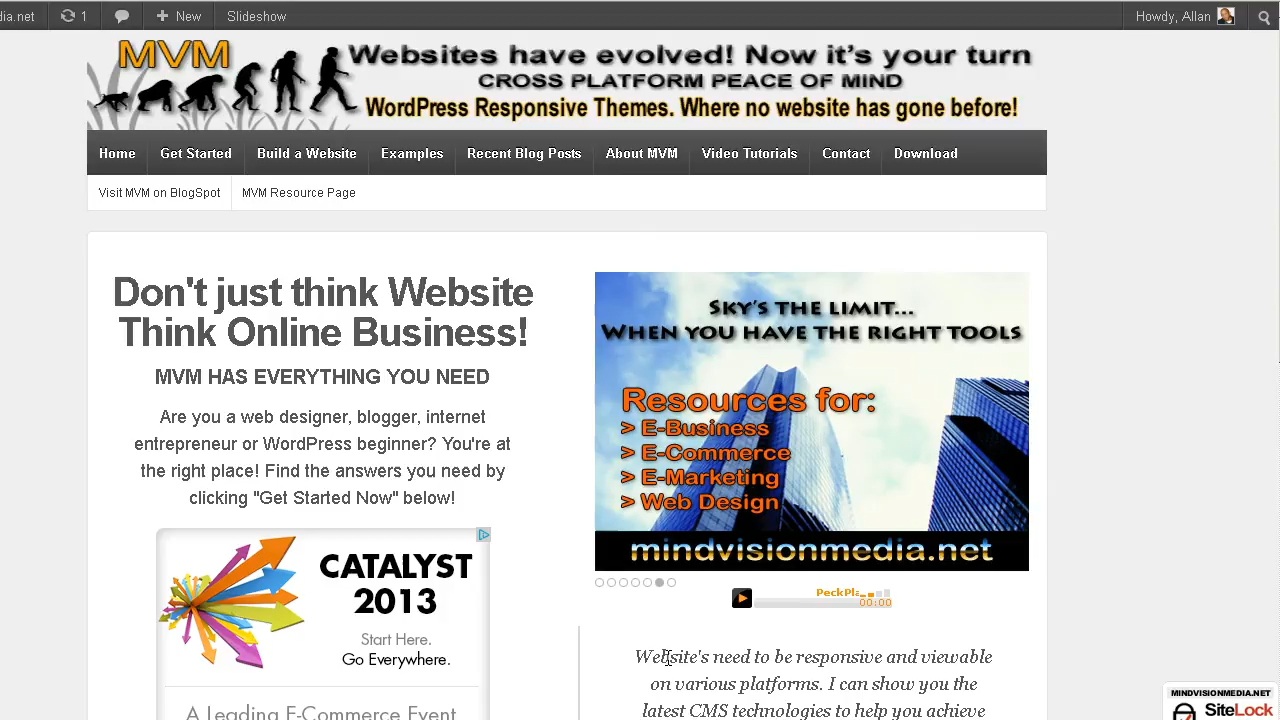 dia.net 1 New Slideshow Howdy, Allan
MVM Websites have evolved! Now it's your turn
CROSS PLATFORM PEACE OF MIND
WordPress Responsive Themes. Where no website has gone before!
Home Get Started Build a Website Examples Recent Blog Posts About MVM Video Tutorials Contact Download
Visit MVM on BlogSpot MVM Resource Page
Don't just think Website
Think Online Business!
MVM HAS EVERYTHING YOU NEED
Are you a web designer, blogger, internet
entrepreneur or WordPress beginner? You're at
the right place! Find the answers you need by
clicking "Get Started Now" below!
CATALYST
2013
Start Here.
Go Everywhere.
A Leading E-Commerce Event
Sky's the limit...
When you have the right tools
Resources for:
> E-Business
> E-Commerce
> E-Marketing
> Web Design
mindvisionmedia.net
PeckPla
00:00
Website's need to be responsive and viewable
on various platforms. I can show you the
latest CMS technologies to help you achieve
MINDVISIONMEDIA.NET
SiteLock